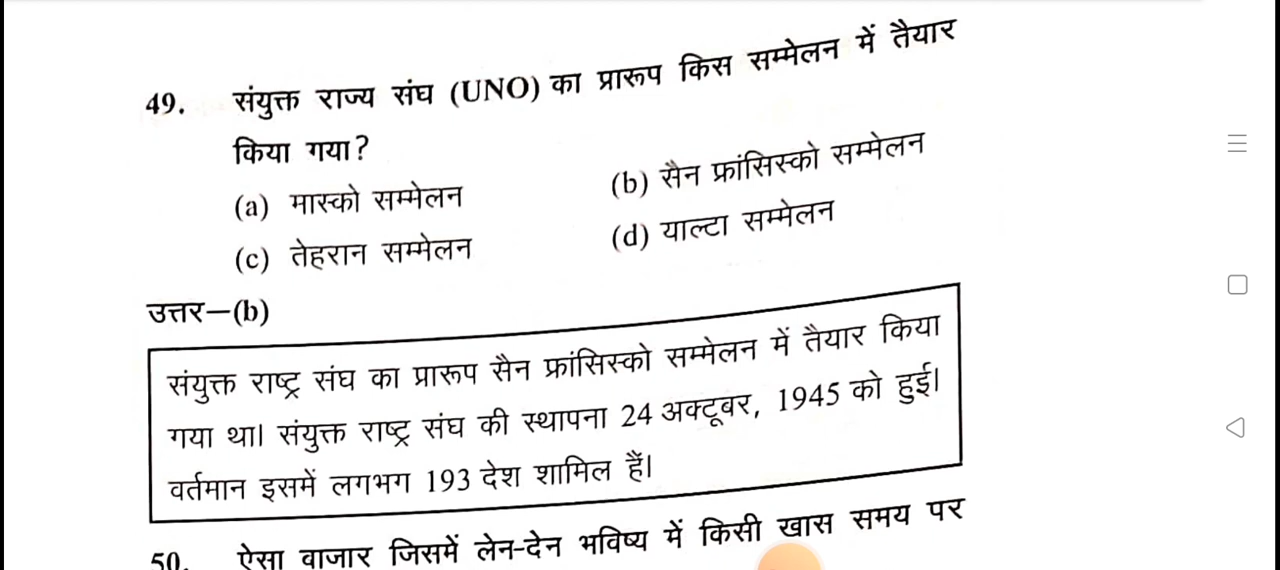 49. संयुक्त राज्य संघ (UNO) का प्रारूप किस सम्मेलन में तैयार
किया गया?
(a) मास्को सम्मेलन (b) सैन फ्रांसिस्को सम्मेलन
(c) तेहरान सम्मेलन (d) याल्टा सम्मेलन
उत्तर—(b)
संयुक्त राष्ट्र संघ का प्रारूप सैन फ्रांसिस्को सम्मेलन में तैयार किया
गया था। संयुक्त राष्ट्र संघ की स्थापना 24 अक्टूबर, 1945 को हुई।
वर्तमान इसमें लगभग 193 देश शामिल हैं।
50. ऐसा बाजार जिसमें लेन-देन भविष्य में किसी खास समय पर